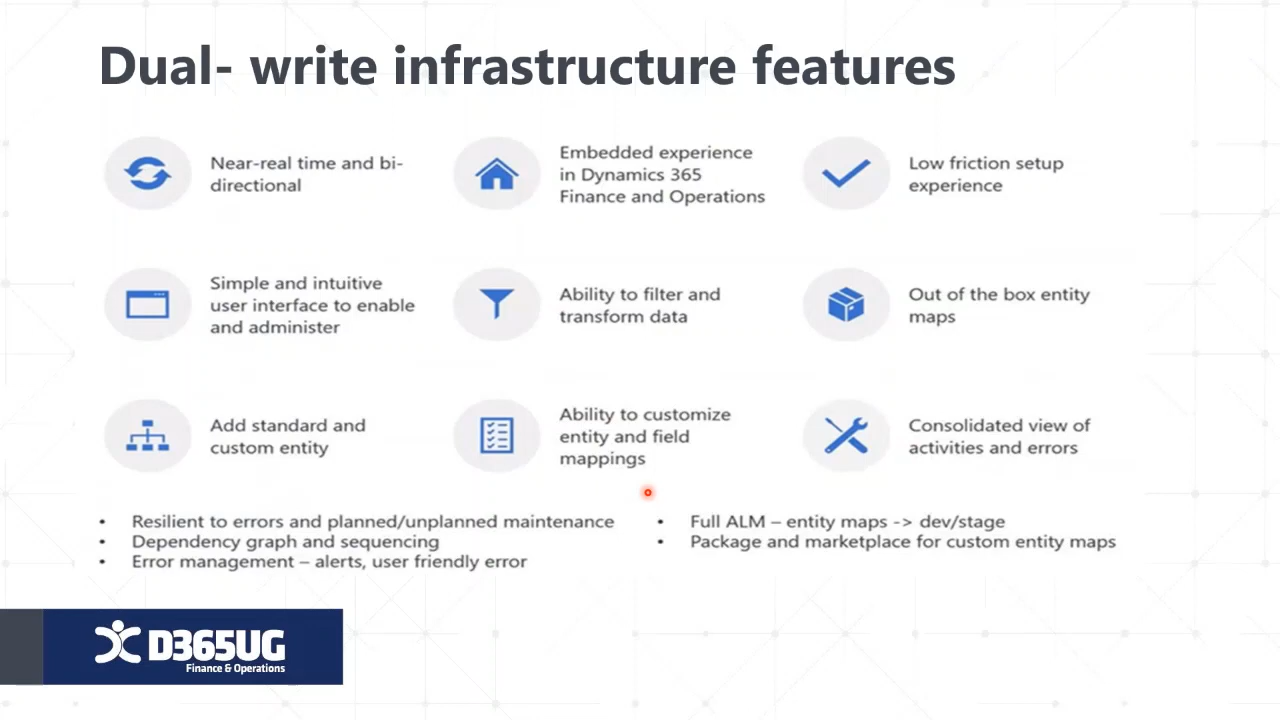 Dual- write infrastructure features
Near-real time and bi-
directional
Embedded experience
in Dynamics 365
Finance and Operations
Low friction setup
experience
Simple and intuitive
user interface to enable
and administer
Ability to filter and
transform data
Out of the box entity
maps
Add standard and
custom entity
Ability to customize
entity and field
mappings
Consolidated view of
activities and errors
• Resilient to errors and planned/unplanned maintenance
• Dependency graph and sequencing
• Error management – alerts, user friendly error
• Full ALM – entity maps -> dev/stage
• Package and marketplace for custom entity maps
D365UG
Finance & Operations